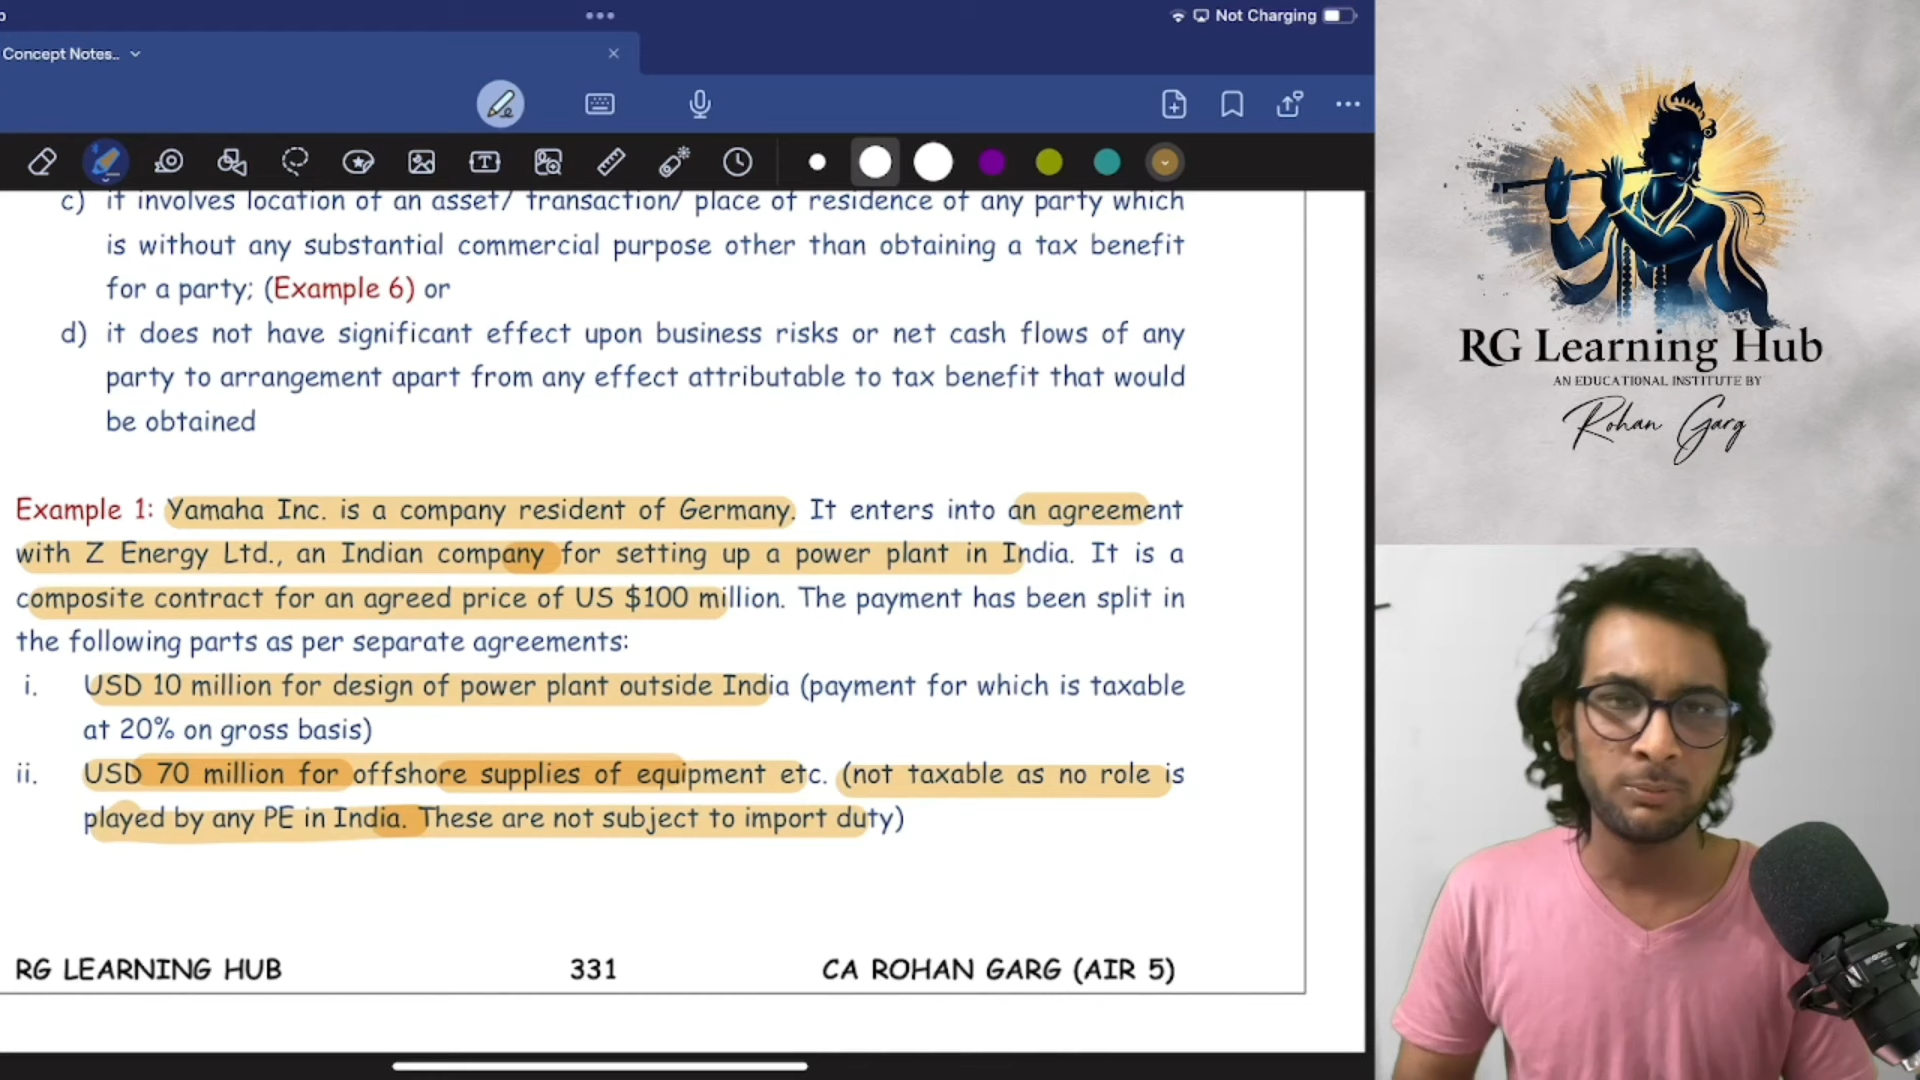 Not Charging
Concept Notes..
c) it involves location of an asset/ transaction/ place of residence of any party which
is without any substantial commercial purpose other than obtaining a tax benefit
for a party; (Example 6) or
d) it does not have significant effect upon business risks or net cash flows of any
party to arrangement apart from any effect attributable to tax benefit that would
be obtained
Example 1: Yamaha Inc. is a company resident of Germany. It enters into an agreement
with Z Energy Ltd., an Indian company for setting up a power plant in India. It is a
composite contract for an agreed price of US $100 million. The payment has been split in
the following parts as per separate agreements:
i. USD 10 million for design of power plant outside India (payment for which is taxable
at 20% on gross basis)
ii. USD 70 million for offshore supplies of equipment etc. (not taxable as no role is
played by any PE in India. These are not subject to import duty)
RG LEARNING HUB 331 CA ROHAN GARG (AIR 5)
RG Learning Hub
AN EDUCATIONAL INSTITUTE BY
Rohan Garg